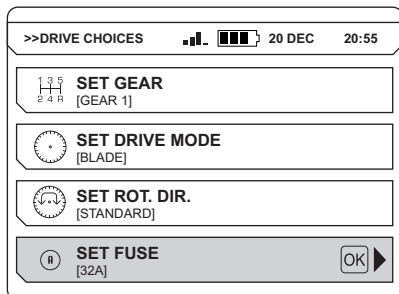 >>DRIVE CHOICES 20 DEC 20:55
1 3 5
2 4 R
SET GEAR
[GEAR 1]
SET DRIVE MODE
[BLADE]
SET ROT. DIR.
[STANDARD]
A
SET FUSE
[32A]
OK